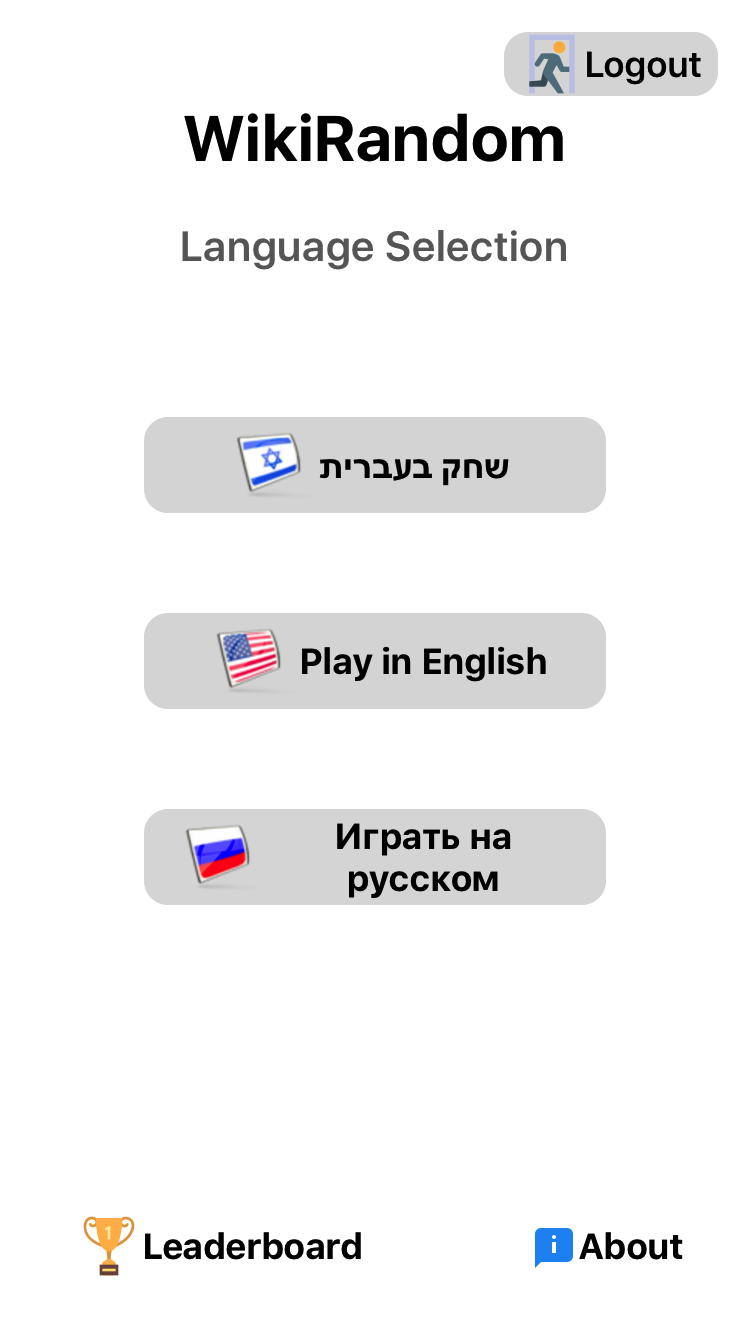 Logout
WikiRandom
Language Selection
שחק בעברית
Play in English
Играть на
русском
1
Leaderboard
i
About